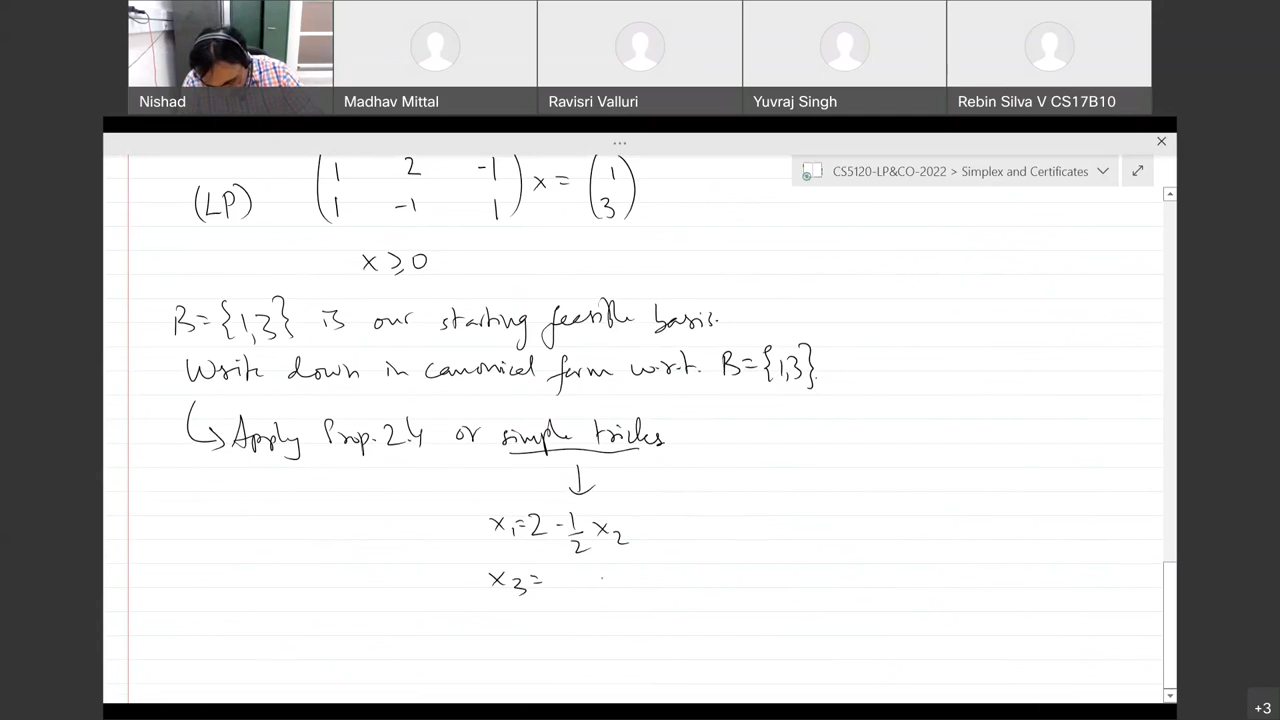 Nishad
Madhav Mittal
Ravisri Valluri
Yuvraj Singh
Rebin Silva V CS17B10
CS5120-LP&CO-2022 > Simplex and Certificates
(LP) (1 2 -1
1 -1 1) x = (1
3)
x ⩾ 0
B={1,3} is our starting feasible basis.
Write down in canonical form w.r.t. B={1,3}.
↳ Apply Prop. 2.4 or simple tricks
↓
x₁=2 -1/2 x₂
x₃=
+3